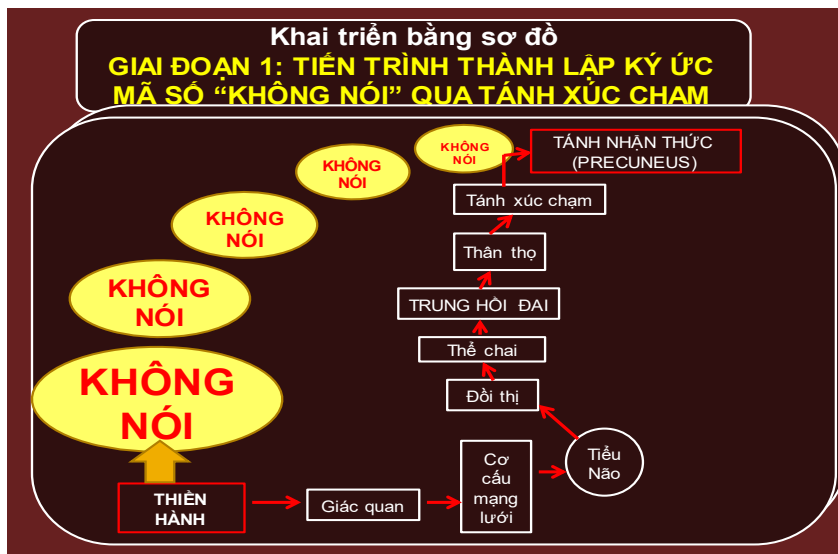 Khai triển bằng sơ đồ
GIAI ĐOẠN 1: TIẾN TRÌNH THÀNH LẬP KÝ ỨC
MÃ SỐ “KHÔNG NÓI” QUA TÁNH XÚC CHẠM
KHÔNG
NÓI
TÁNH NHẬN THỨC
(PRECUNEUS)
KHÔNG
NÓI
Tánh xúc chạm
KHÔNG
NÓI
Thân thọ
KHÔNG
NÓI
TRUNG HỒI ĐAI
Thể chai
KHÔNG
NÓI
Đồi thị
Cơ
cấu
mạng
lưới
Tiểu
Não
THIỀN
HÀNH
Giác quan